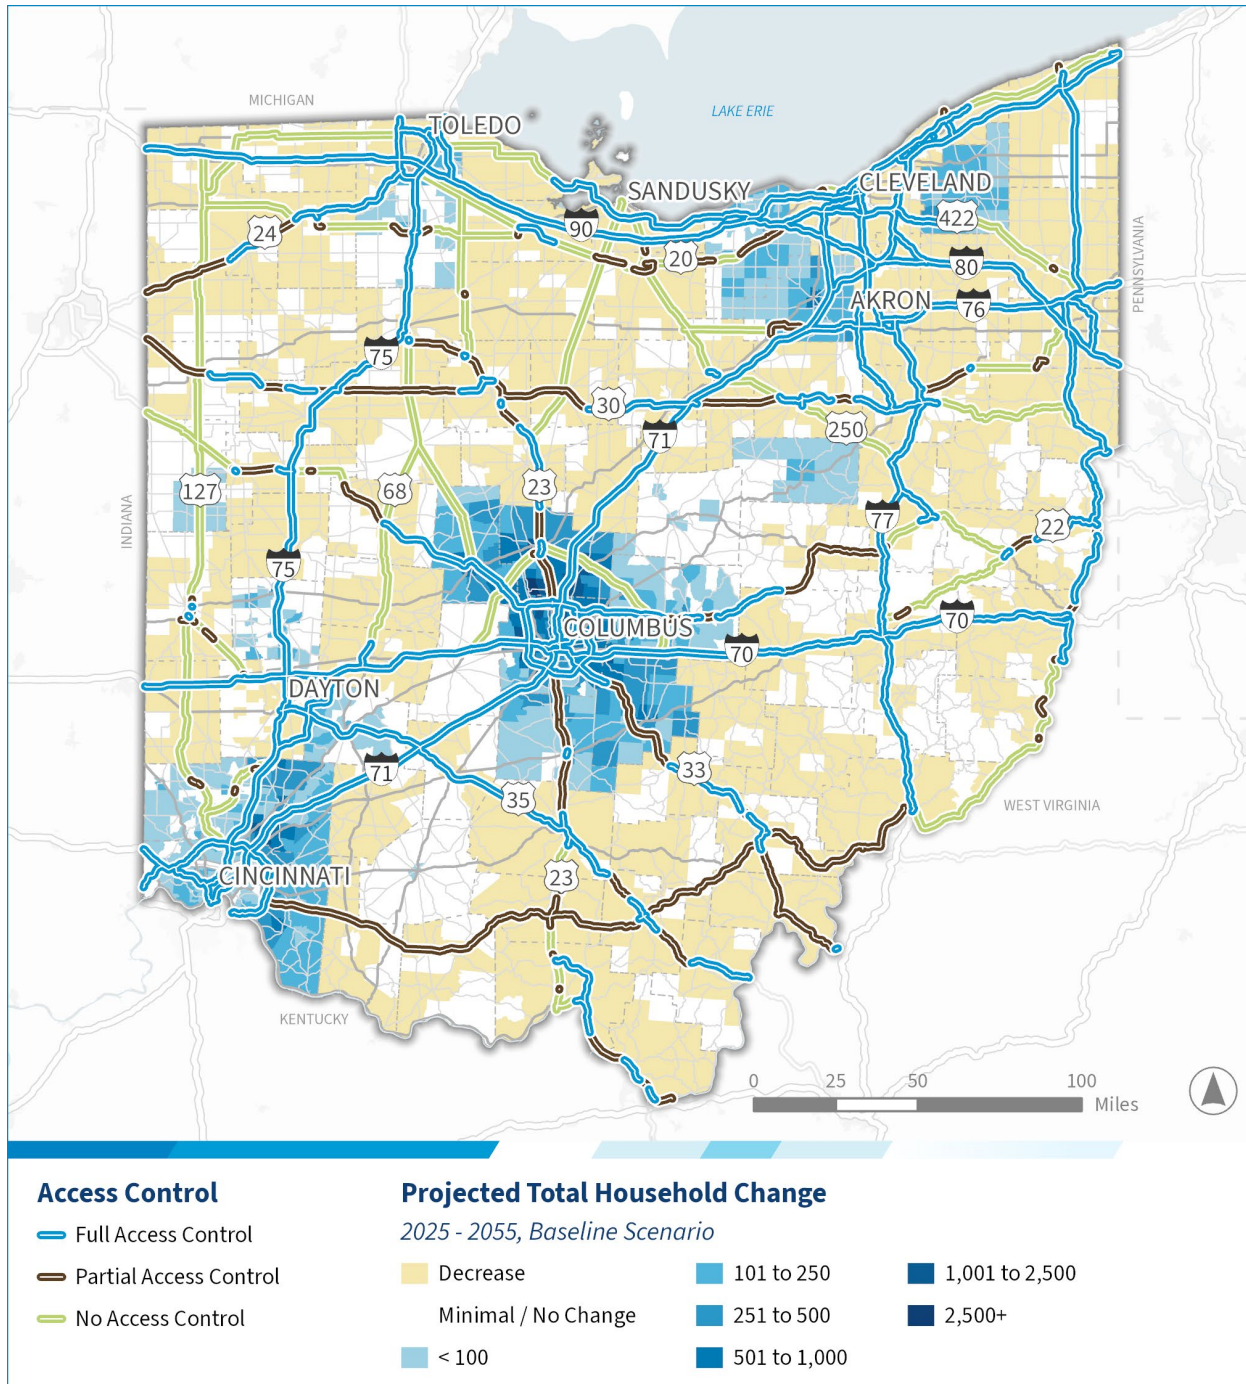 MICHIGAN
LAKE ERIE
TOLEDO
SANDUSKY
CLEVELAND
24
90
20
422
80
PENNSYLVANIA
AKRON
76
75
30
71
250
127
68
23
77
22
INDIANA
75
COLUMBUS
70
70
DAYTON
71
35
33
WEST VIRGINIA
CINCINNATI
23
KENTUCKY
0 25 50 100
Miles
Access Control
Full Access Control
Partial Access Control
No Access Control
Projected Total Household Change
2025 - 2055, Baseline Scenario
Decrease
Minimal / No Change
< 100
101 to 250
251 to 500
501 to 1,000
1,001 to 2,500
2,500+